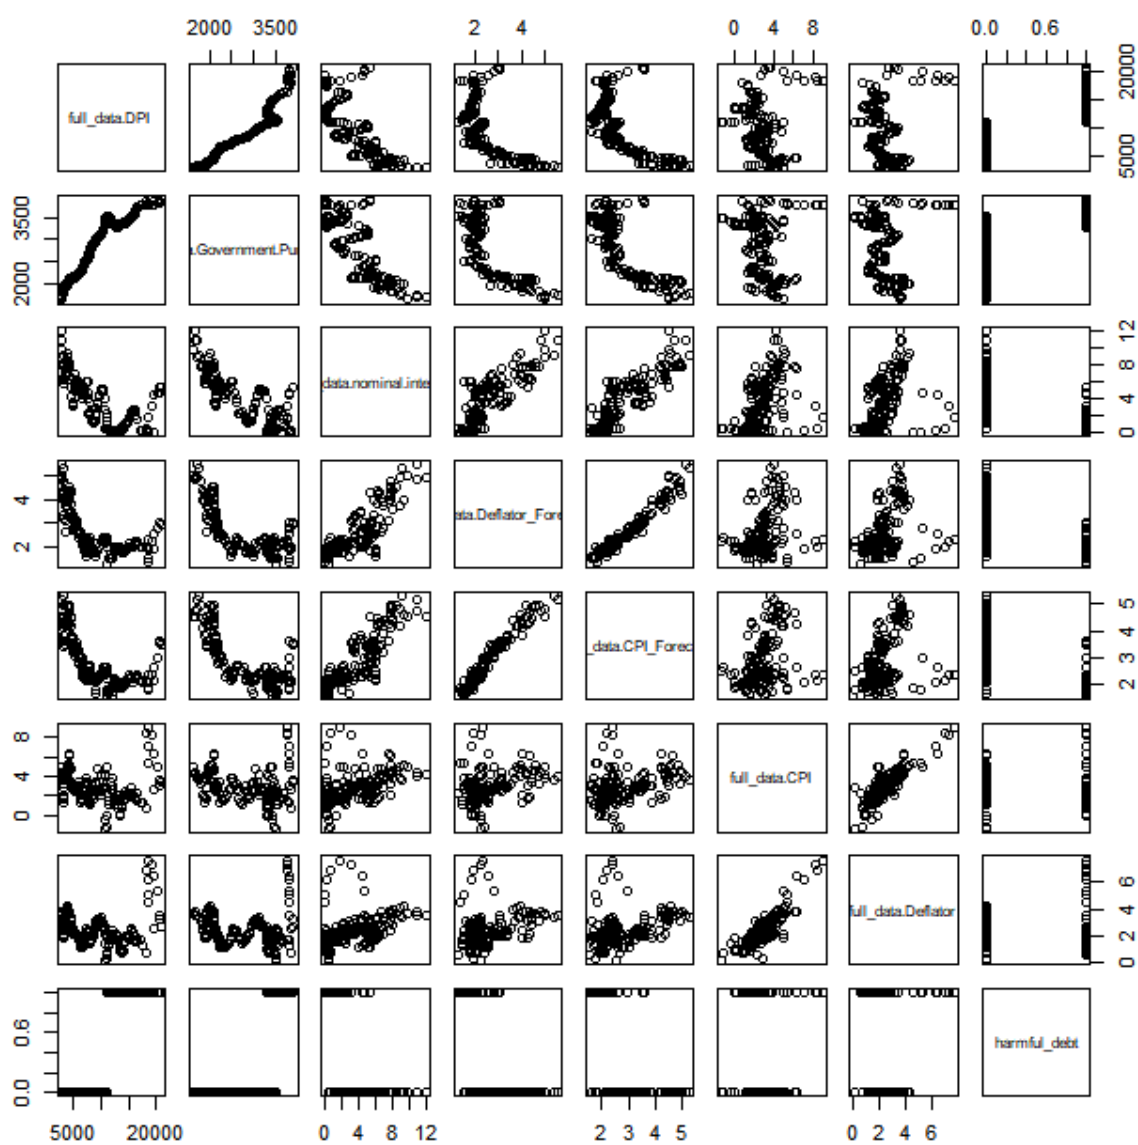 2000 3500 2 4 0 4 8 0.0 0.6
full_data.DPI
5000 20000
2000 3500
a.Government.Pu
data.nominal.inte
0 4 8 12
2 4
ata.Deflator_Fore
_data.CPI_Forec
2 3 4 5
0 4 8
full_data.CPI
full_data.Deflator
0 2 4 6
0.0 0.6
harmful_debt
5000 20000 0 4 8 12 2 3 4 5 0 2 4 6